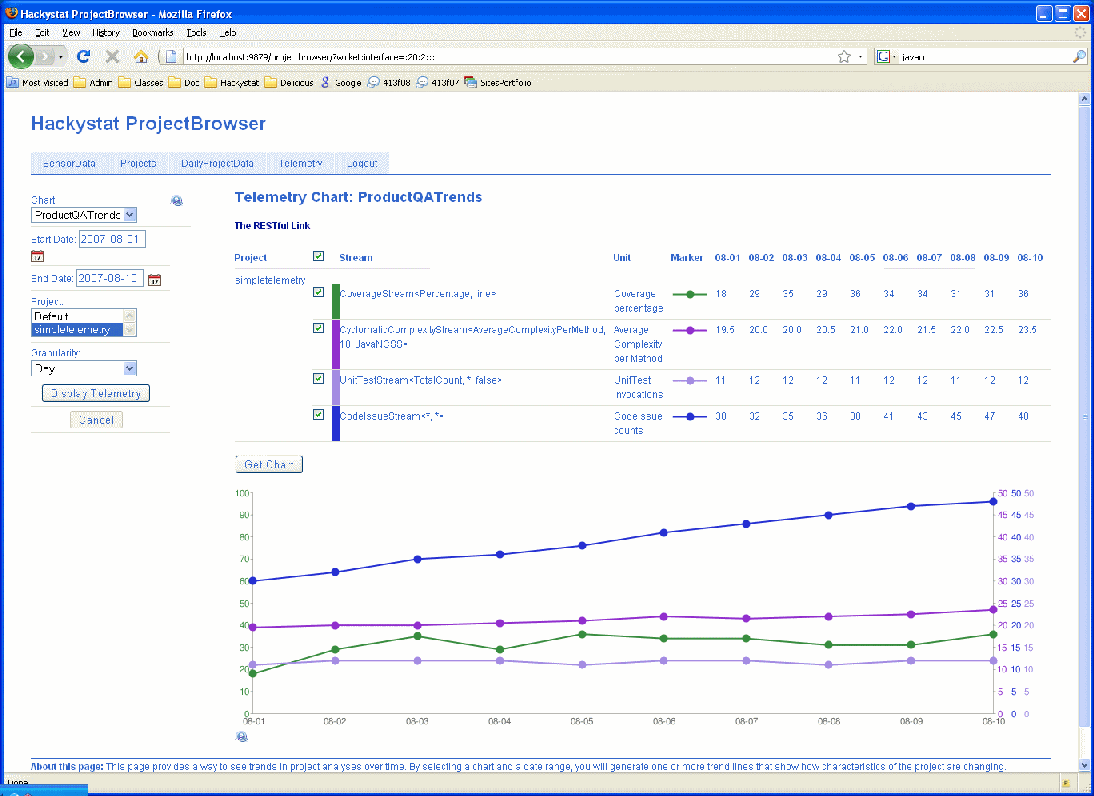 Hackystat ProjectBrowser - Mozilla Firefox
File Edit View History Bookmarks Tools Help
Most Visited Admin Classes Doc Hackystat Delicious Google 413f08 413f07 SitesPortfolio
Hackystat ProjectBrowser
SensorData Projects DailyProjectData Telemetry Logout
Chart
ProductQATrends
Start Date: 2007-08-01
End Date: 2007-08-10
Project:
Default
simpletelemetry
Granularity:
Day
Display Telemetry
Cancel
Telemetry Chart: ProductQATrends
The RESTful Link
Project Stream Unit Marker 08-01 08-02 08-03 08-04 08-05 08-06 08-07 08-08 08-09 08-10
simpletelemetry
CoverageStream<Percentage, line> Coverage percentage 18 29 35 29 36 34 34 31 31 36
CyclomaticComplexityStream<AverageComplexityPerMethod, 10, JavaNCSS> Average Complexity per Method 19.5 20.0 20.0 20.5 21.0 22.0 21.5 22.0 22.5 23.5
UnitTestStream<TotalCount, *, false> UnitTest Invocations 11 12 12 12 11 12 12 11 12 12
CodeIssueStream<*, *> Code Issue counts 30 32 35 36 38 41 43 45 47 48
Get Chart
100 50 50 50
90 45 45 45
80 40 40 40
70 35 35 35
60 30 30 30
50 25 25 25
40 20 20 20
30 15 15 15
20 10 10 10
10 5 5 5
0 0 0 0
08-01 08-02 08-03 08-04 08-05 08-06 08-07 08-08 08-09 08-10
About this page: This page provides a way to see trends in project analyses over time. By selecting a chart and a date range, you will generate one or more trend lines that show how characteristics of the project are changing.
Done